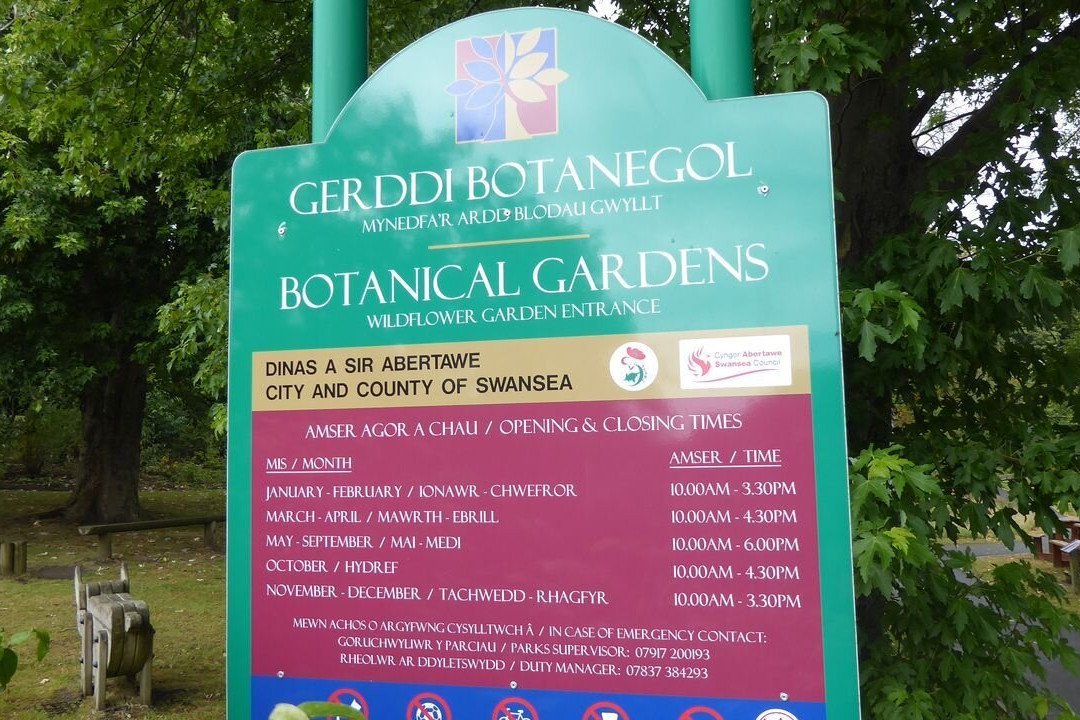 GERDDI BOTANEGOL
MYNEDFA'R ARDD BLODAU GWYLLT
BOTANICAL GARDENS
WILDFLOWER GARDEN ENTRANCE
DINAS A SIR ABERTAWE
CITY AND COUNTY OF SWANSEA
Cyngor Abertawe
Swansea Council
AMSER AGOR A CHAU / OPENING & CLOSING TIMES
MIS / MONTH AMSER / TIME
JANUARY - FEBRUARY / IONAWR - CHWEFROR 10.00AM - 3.30PM
MARCH - APRIL / MAWRTH - EBRILL 10.00AM - 4.30PM
MAY - SEPTEMBER / MAI - MEDI 10.00AM - 6.00PM
OCTOBER / HYDREF 10.00AM - 4.30PM
NOVEMBER - DECEMBER / TACHWEDD - RHAGFYR 10.00AM - 3.30PM
MEWN ACHOS O ARGYFWNG CYSYLLTWCH Â / IN CASE OF EMERGENCY CONTACT:
GORUCHWYLIWR Y PARCIAU / PARKS SUPERVISOR: 07917 200193
RHEOLWR AR DDYLETSWYDD / DUTY MANAGER: 07837 384293